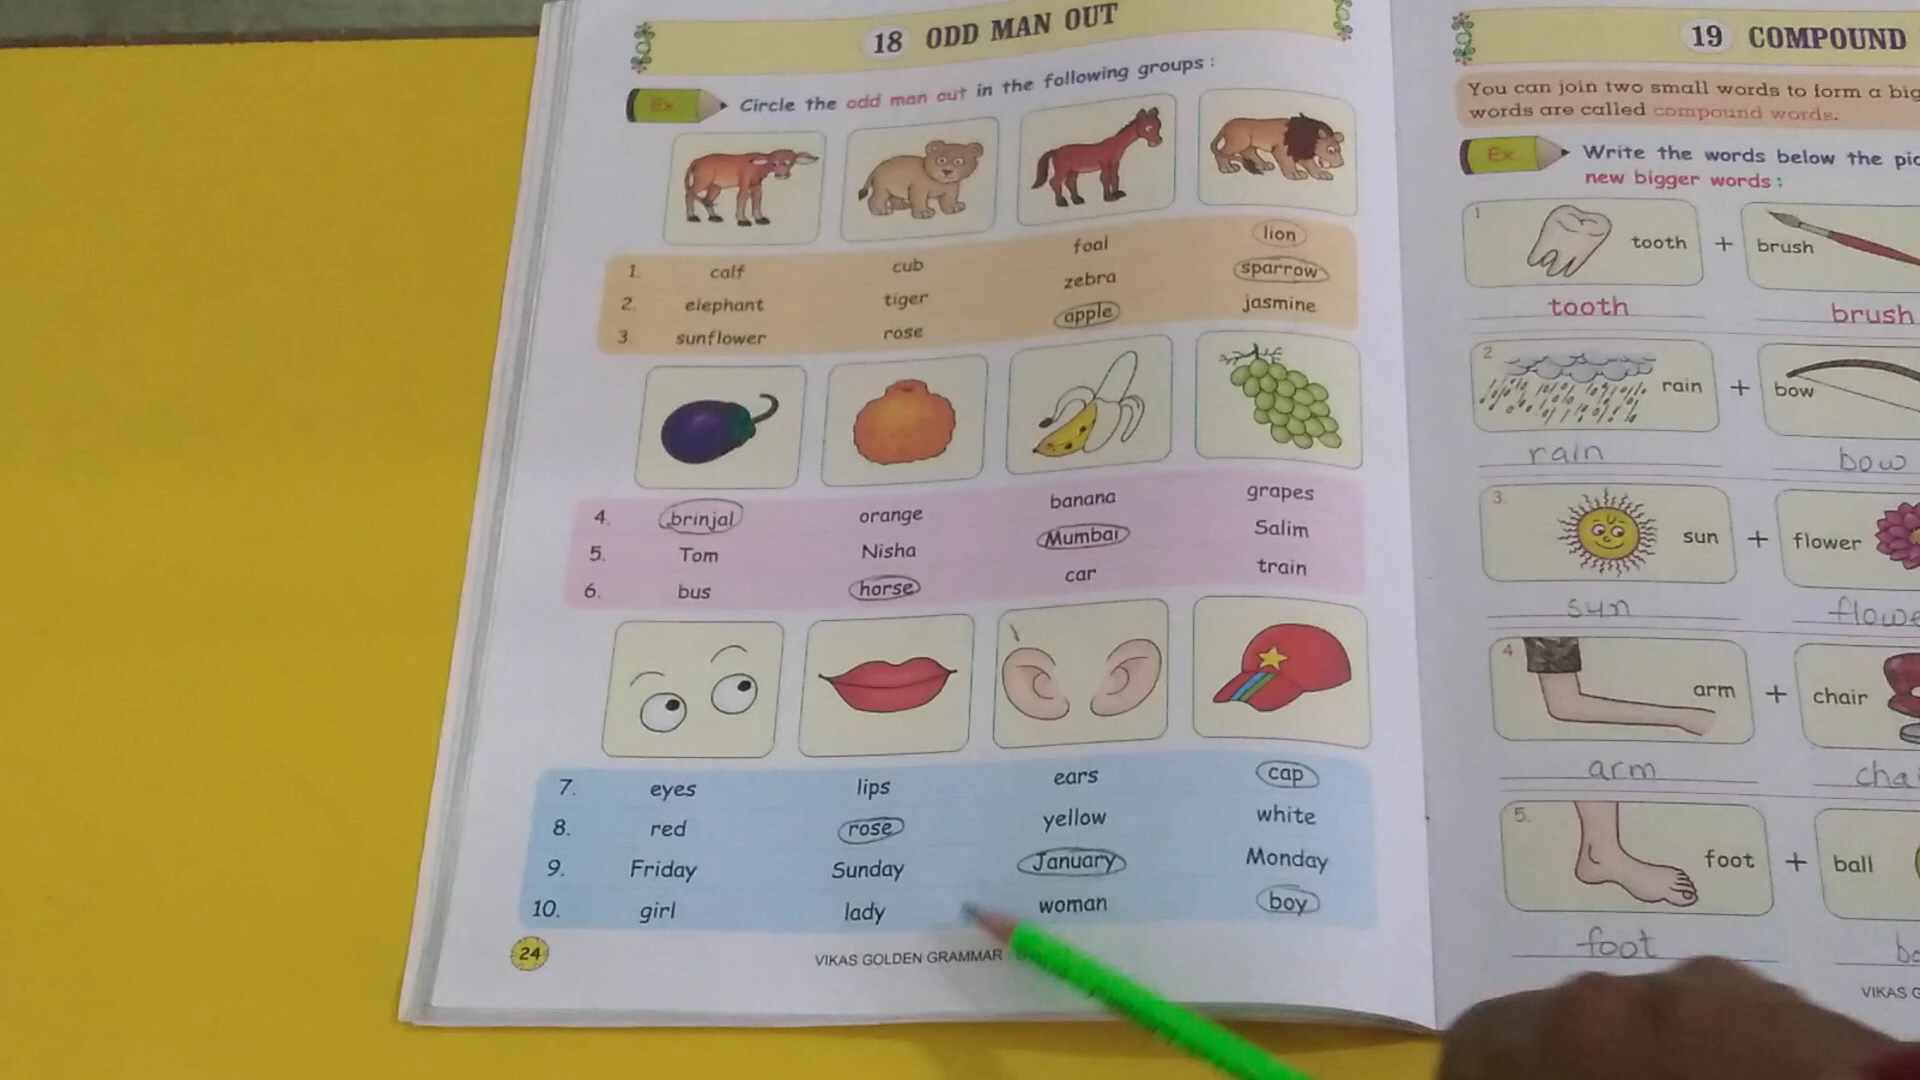 18 ODD MAN OUT
Ex Circle the odd man out in the following groups :
1. calf cub foal lion
2. elephant tiger zebra sparrow
3. sunflower rose apple jasmine
4. brinjal orange banana grapes
5. Tom Nisha Mumbai Salim
6. bus horse car train
7. eyes lips ears cap
8. red rose yellow white
9. Friday Sunday January Monday
10. girl lady woman boy
24
VIKAS GOLDEN GRAMMAR
19 COMPOUND
You can join two small words to form a big
words are called compound words.
Ex Write the words below the pic
new bigger words :
1 tooth + brush
tooth brush
2 rain + bow
rain bow
3. sun + flower
sun flowe
4 arm + chair
arm cha
5. foot + ball
foot
VIKAS G